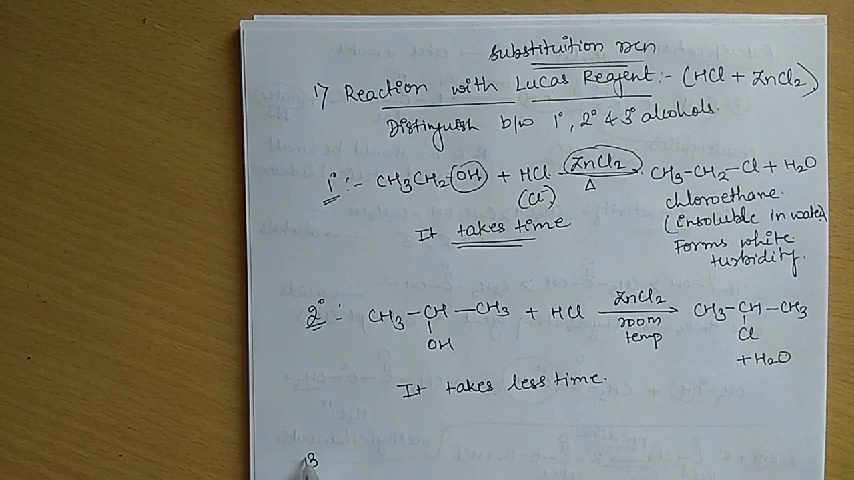 substituition rxn
1) Reaction with Lucas Reagent:- (HCl + ZnCl2)
Distinguish b/w 1°, 2° & 3° alcohols.
1°:- CH3CH2OH + HCl ZnCl2 CH3-CH2-Cl + H2O
(Cl) Δ chloroethane.
It takes time (insoluble in water)
Forms white
turbidity.
2°:- CH3-CH-CH3 + HCl ZnCl2 → CH3-CH-CH3
OH room temp Cl
+H2O
It takes less time.
3